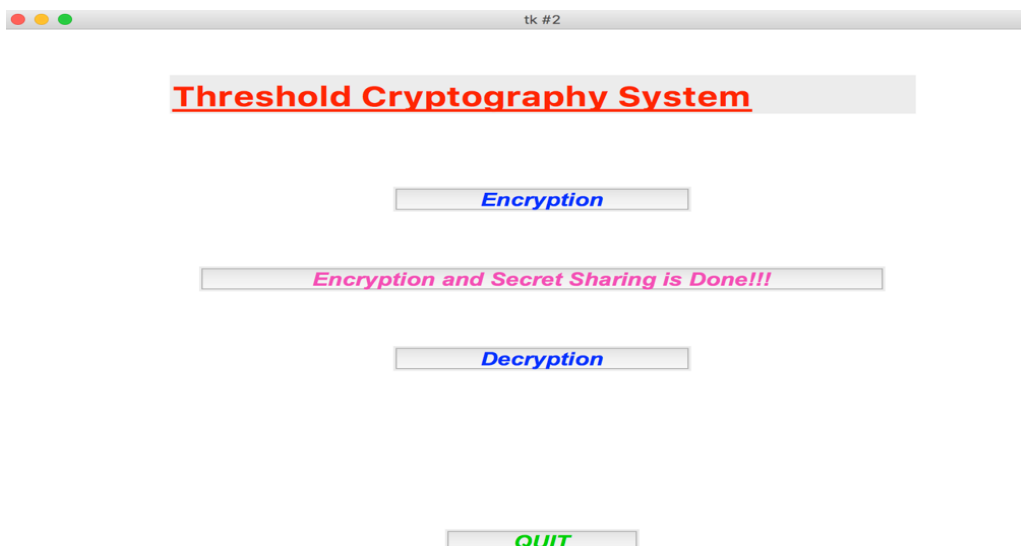 tk #2
Threshold Cryptography System
Encryption
Encryption and Secret Sharing is Done!!!
Decryption
QUIT